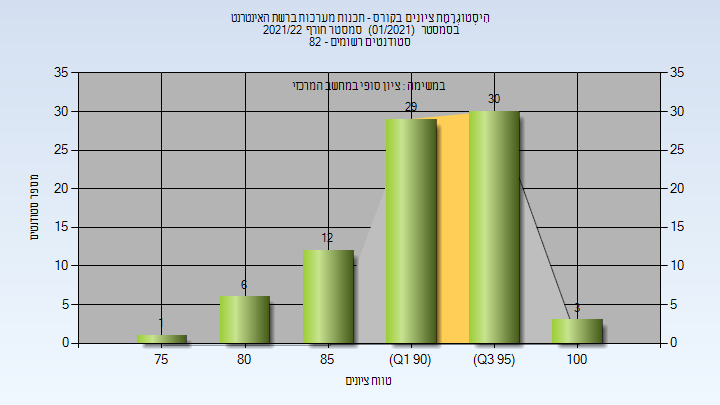 הִיסְטוֹגְרָמַת ציונים בקורס - תכנות מערכות ברשת האינטרנט
בסמסטר (01/2021) סמסטר חורף 2021/22
סטודנטים רשומים - 82
במשימה : ציון סופי במחשב המרכזי
35 35
30 30
25 25
20 20
15 15
10 10
5 5
0 0
1
6
12
29
30
3
מספר סטודנטים
75 80 85 (Q1 90) (Q3 95) 100
טווח ציונים